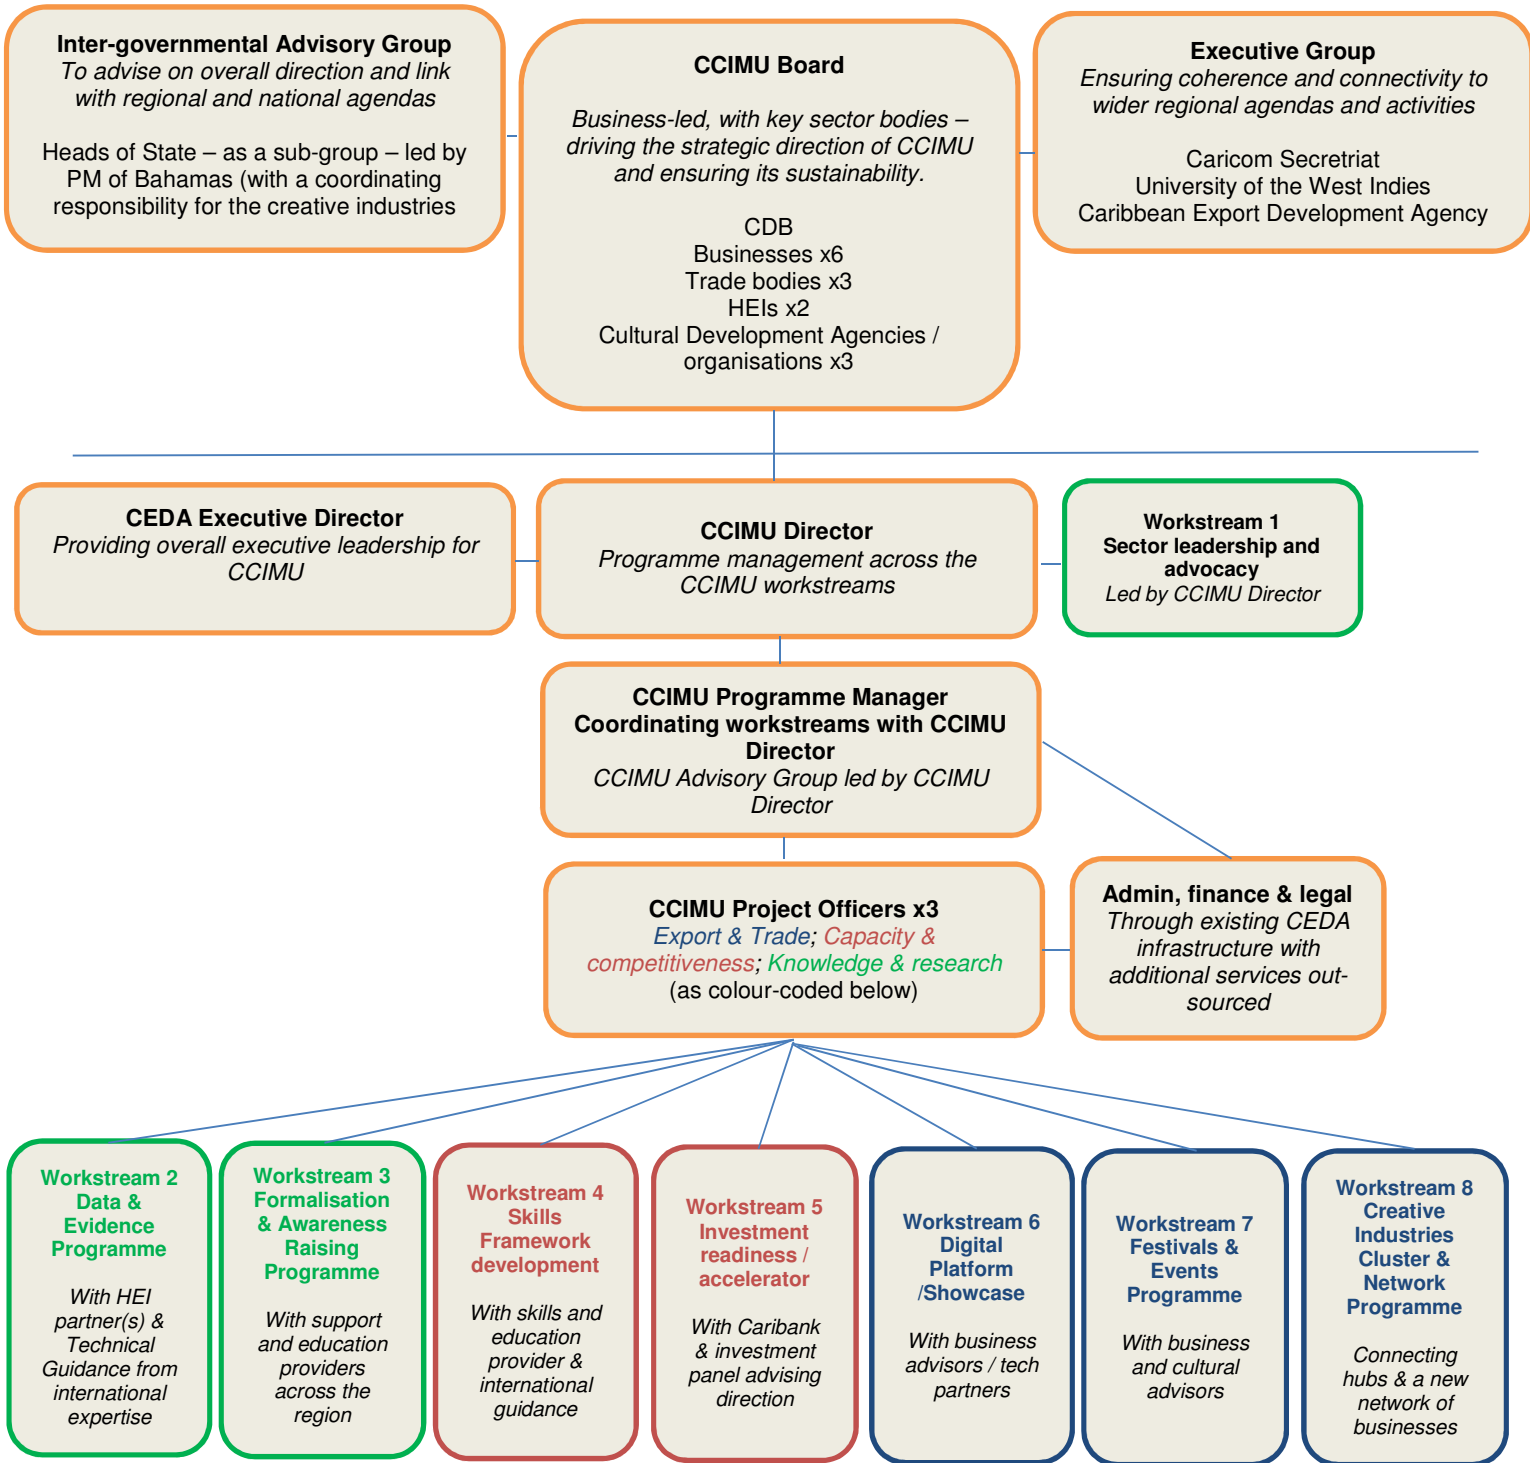 Inter-governmental Advisory Group
To advise on overall direction and link
with regional and national agendas
Heads of State – as a sub-group – led by
PM of Bahamas (with a coordinating
responsibility for the creative industries
CCIMU Board
Business-led, with key sector bodies –
driving the strategic direction of CCIMU
and ensuring its sustainability.
CDB
Businesses x6
Trade bodies x3
HEIs x2
Cultural Development Agencies /
organisations x3
Executive Group
Ensuring coherence and connectivity to
wider regional agendas and activities
Caricom Secretriat
University of the West Indies
Caribbean Export Development Agency
CEDA Executive Director
Providing overall executive leadership for
CCIMU
CCIMU Director
Programme management across the
CCIMU workstreams
Workstream 1
Sector leadership and
advocacy
Led by CCIMU Director
CCIMU Programme Manager
Coordinating workstreams with CCIMU
Director
CCIMU Advisory Group led by CCIMU
Director
CCIMU Project Officers x3
Export & Trade; Capacity &
competitiveness; Knowledge & research
(as colour-coded below)
Admin, finance & legal
Through existing CEDA
infrastructure with
additional services out-
sourced
Workstream 2
Data &
Evidence
Programme
With HEI
partner(s) &
Technical
Guidance from
international
expertise
Workstream 3
Formalisation
& Awareness
Raising
Programme
With support
and education
providers
across the
region
Workstream 4
Skills
Framework
development
With skills and
education
provider &
international
guidance
Workstream 5
Investment
readiness /
accelerator
With Caribank
& investment
panel advising
direction
Workstream 6
Digital
Platform
/Showcase
With business
advisors / tech
partners
Workstream 7
Festivals &
Events
Programme
With business
and cultural
advisors
Workstream 8
Creative
Industries
Cluster &
Network
Programme
Connecting
hubs & a new
network of
businesses